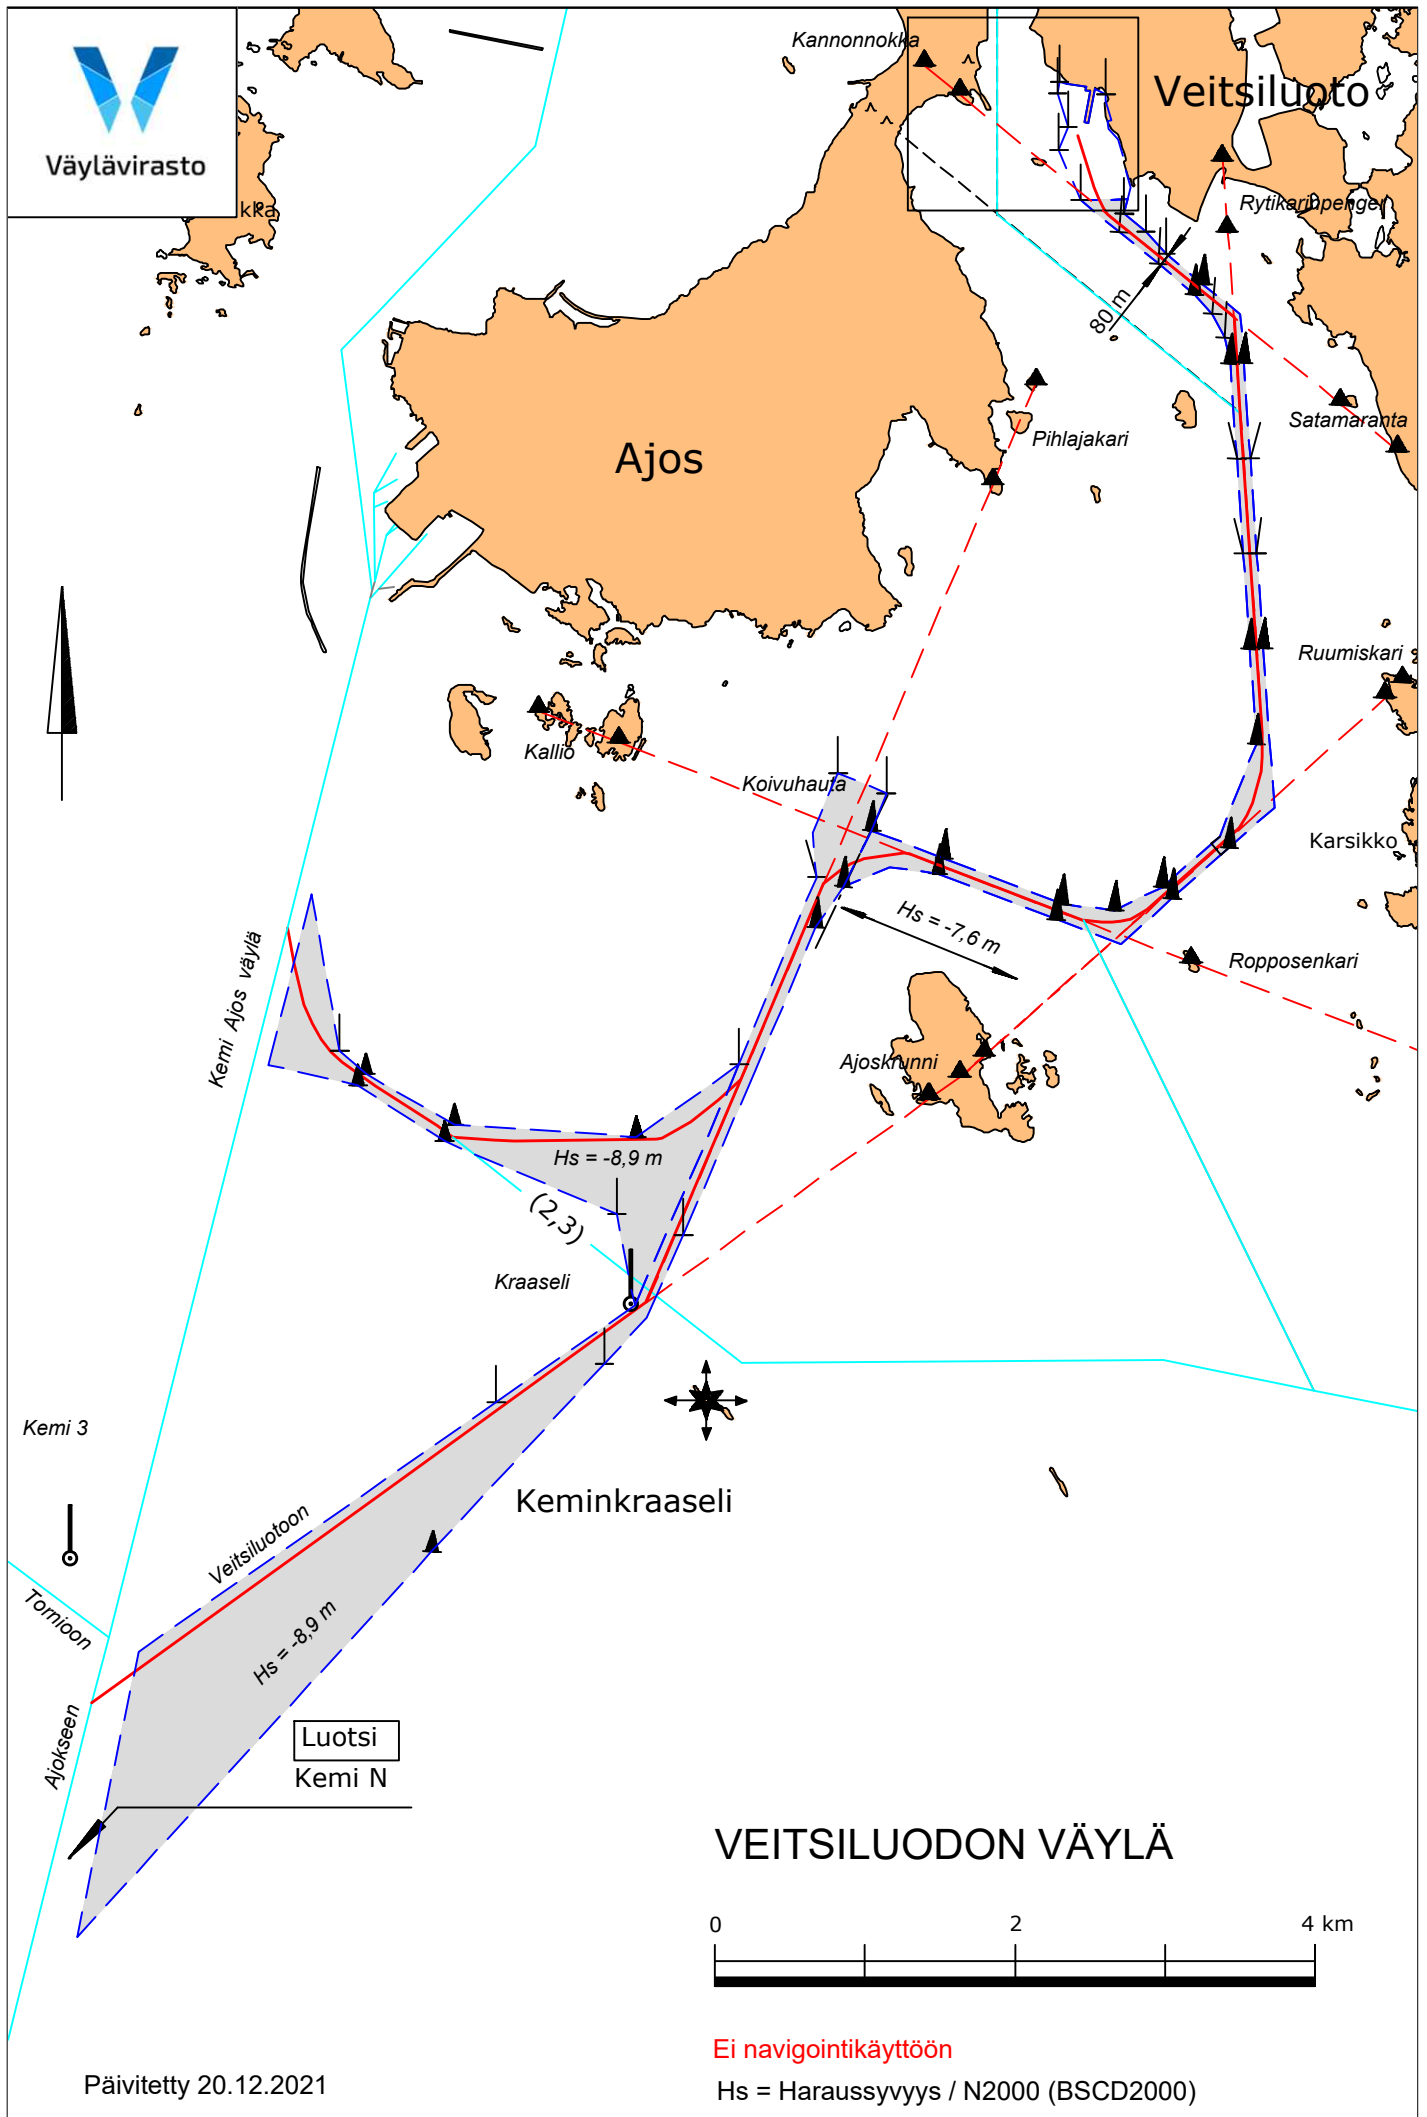 Väylävirasto
kka
Kannonnokka
Veitsiluoto
Rytikarinpenger
80 m
Satamaranta
Pihlajakari
Ajos
Ruumiskari
Kallio
Koivuhauta
Karsikko
Hs = -7,6 m
Ropposenkari
Kemi Ajos väylä
Ajoskrunni
Hs = -8,9 m
(2,3)
Kraaseli
Kemi 3
Keminkraaseli
Veitsiluotoon
Tornioon
Hs = -8,9 m
Ajokseen
Luotsi
Kemi N
VEITSILUODON VÄYLÄ
0 2 4 km
Ei navigointikäyttöön
Päivitetty 20.12.2021
Hs = Haraussyvyys / N2000 (BSCD2000)